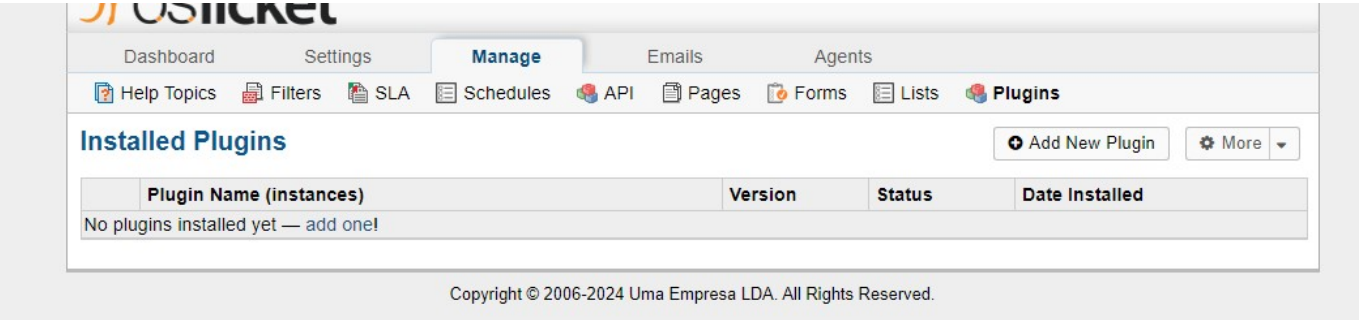 osTicket
Dashboard Settings Manage Emails Agents
Help Topics Filters SLA Schedules API Pages Forms Lists Plugins
Installed Plugins Add New Plugin More
Plugin Name (instances) Version Status Date Installed
No plugins installed yet — add one!
Copyright © 2006-2024 Uma Empresa LDA. All Rights Reserved.